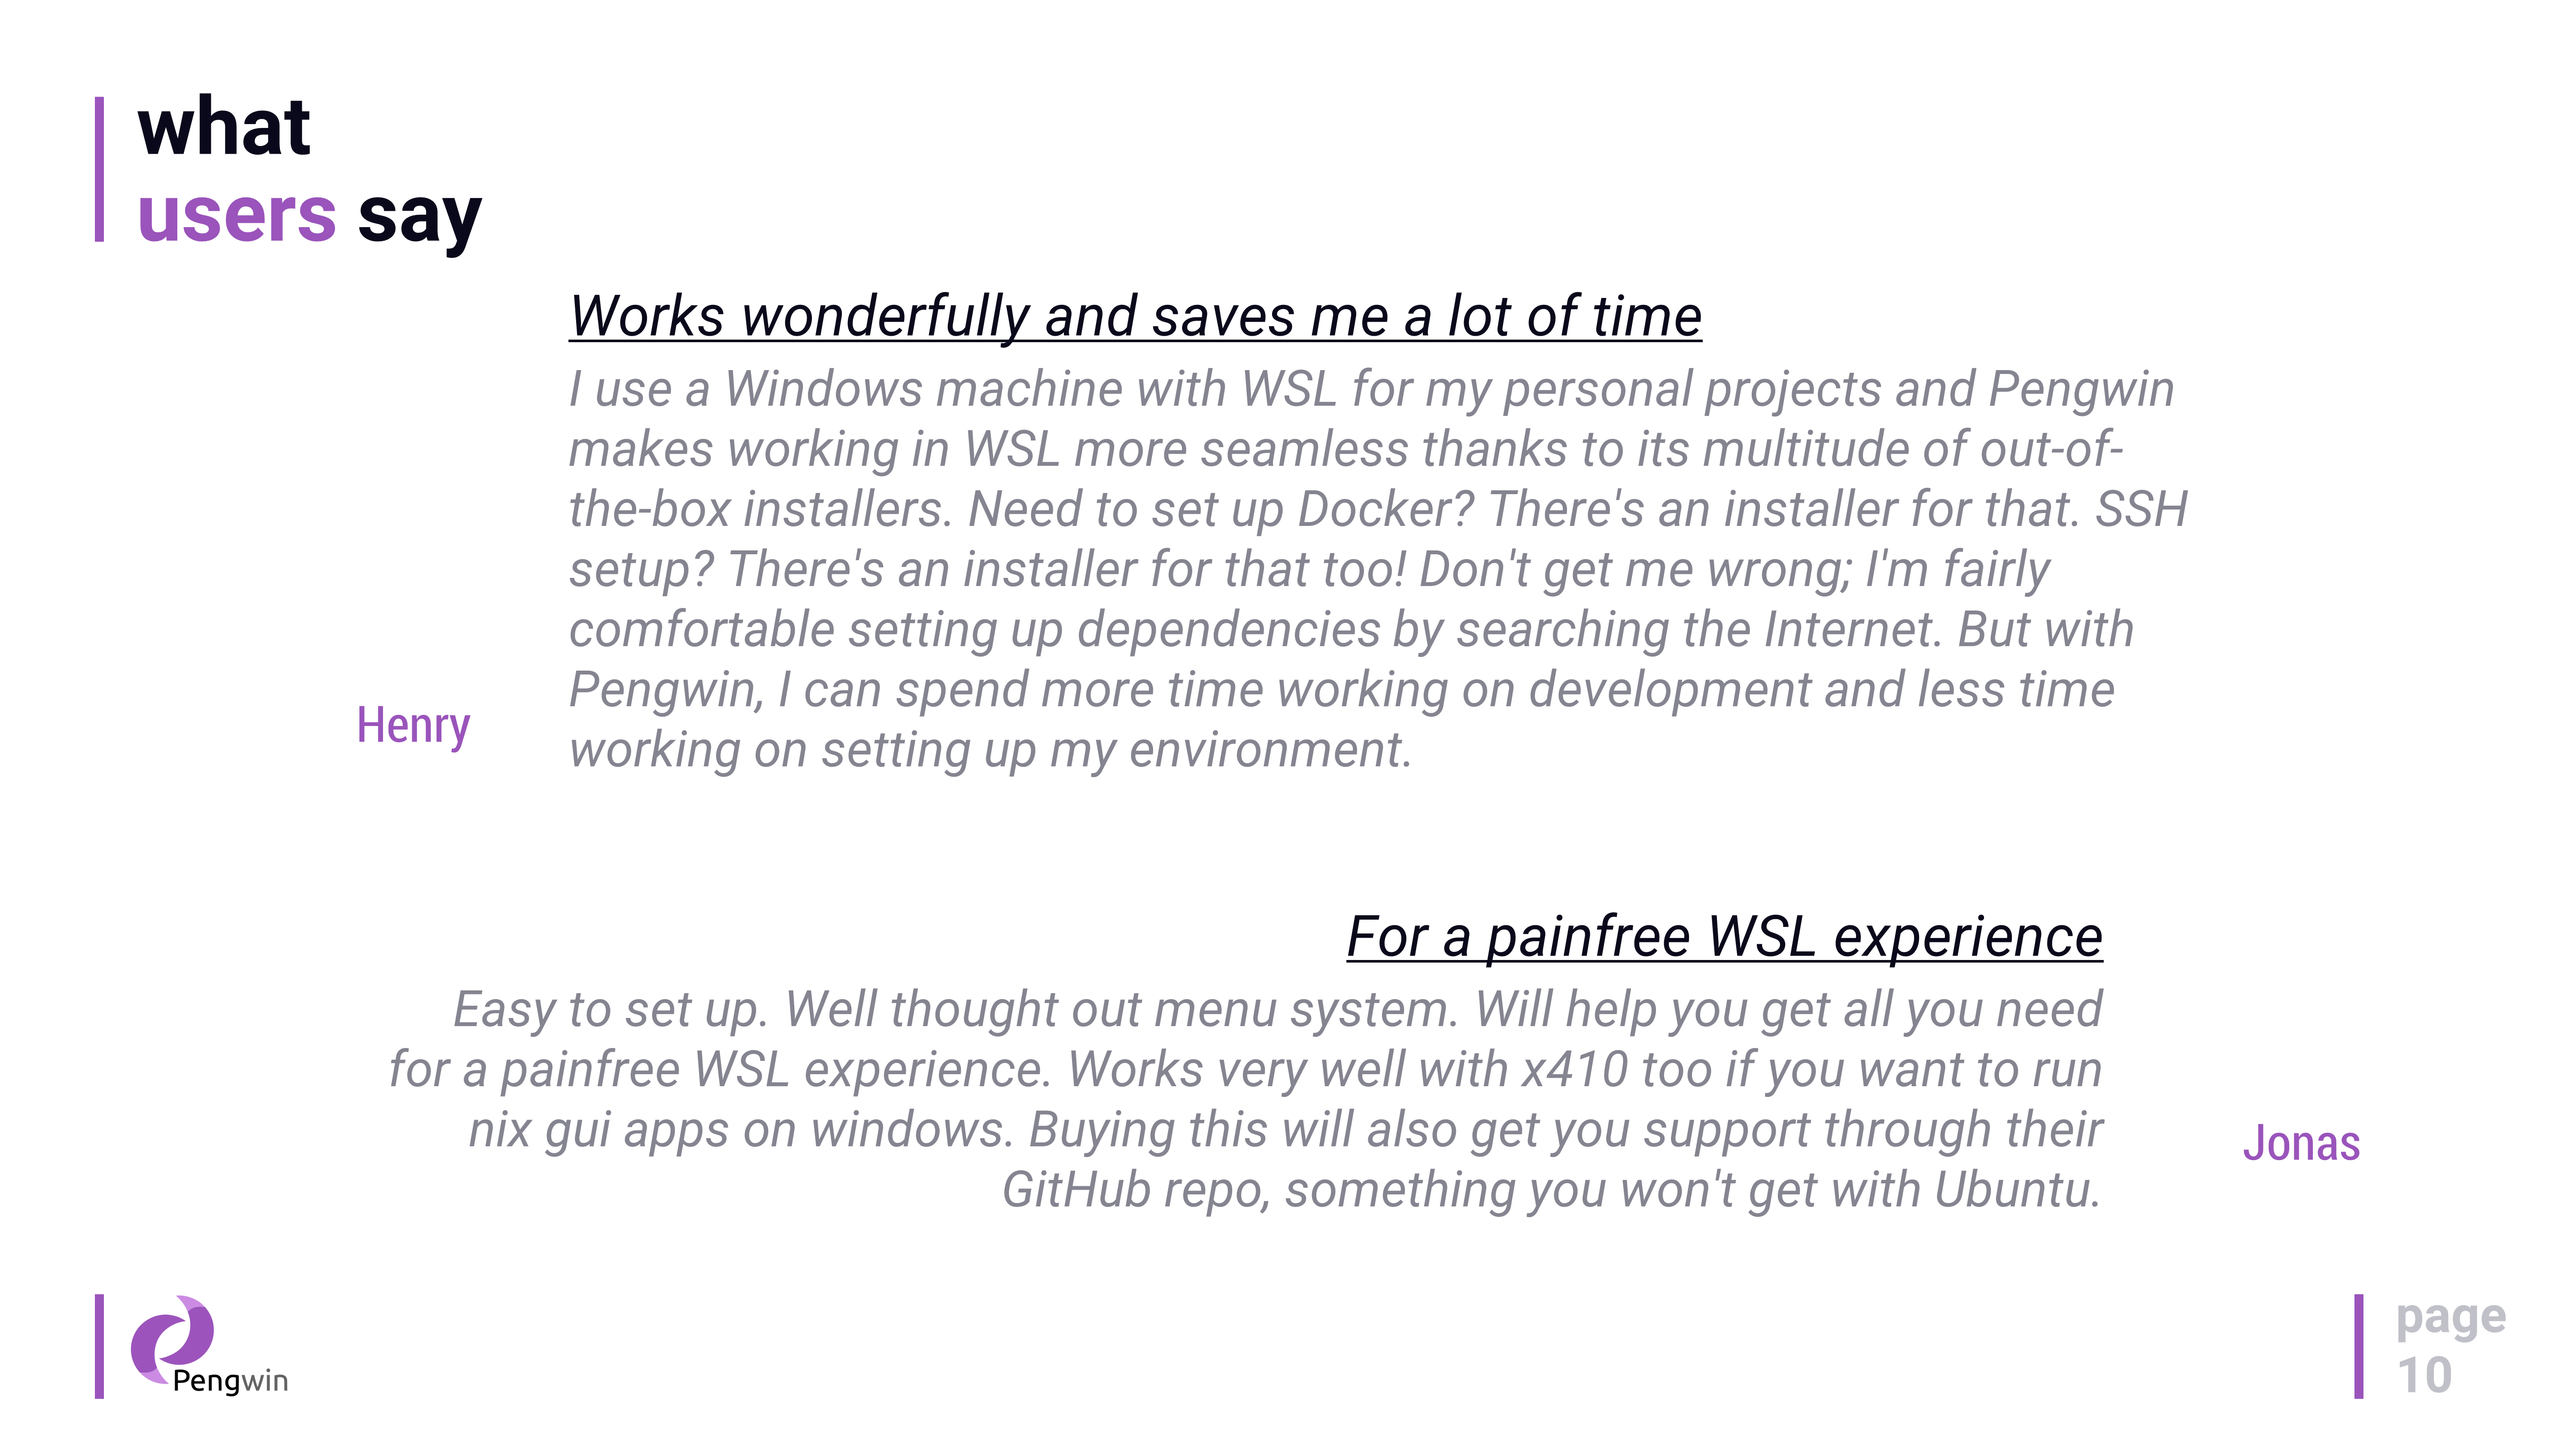 what
users say
Works wonderfully and saves me a lot of time
I use a Windows machine with WSL for my personal projects and Pengwin
makes working in WSL more seamless thanks to its multitude of out-of-
the-box installers. Need to set up Docker? There's an installer for that. SSH
setup? There's an installer for that too! Don't get me wrong; I'm fairly
comfortable setting up dependencies by searching the Internet. But with
Pengwin, I can spend more time working on development and less time
working on setting up my environment.
Henry
For a painfree WSL experience
Easy to set up. Well thought out menu system. Will help you get all you need
for a painfree WSL experience. Works very well with x410 too if you want to run
nix gui apps on windows. Buying this will also get you support through their
GitHub repo, something you won't get with Ubuntu.
Jonas
Pengwin
page
10